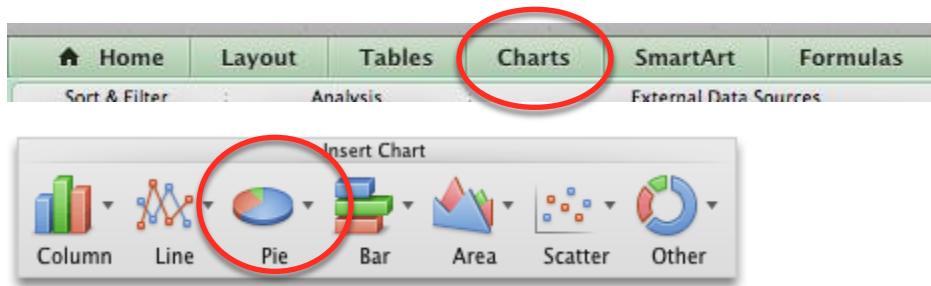 Home Layout Tables Charts SmartArt Formulas
Sort & Filter Analysis External Data Sources
Insert Chart
Column Line Pie Bar Area Scatter Other